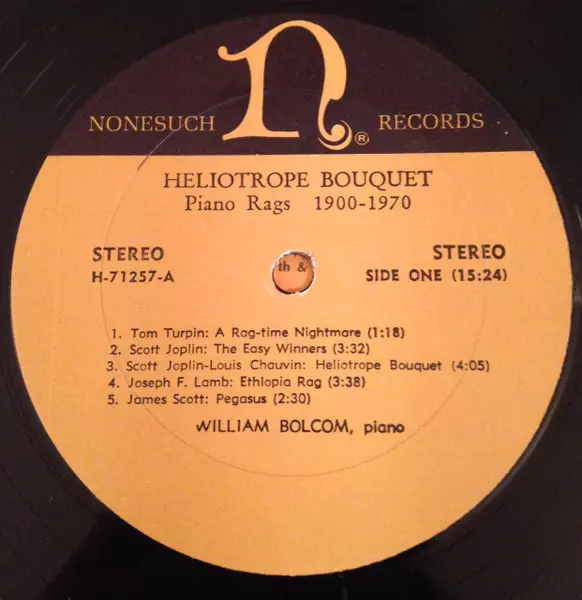 n
NONESUCH RECORDS
®
HELIOTROPE BOUQUET
Piano Rags 1900-1970
STEREO STEREO
H-71257-A SIDE ONE (15:24)
th &
1. Tom Turpin: A Rag-time Nightmare (1:18)
2. Scott Joplin: The Easy Winners (3:32)
3. Scott Joplin-Louis Chauvin: Heliotrope Bouquet (4:05)
4. Joseph F. Lamb: Ethiopia Rag (3:38)
5. James Scott: Pegasus (2:30)
WILLIAM BOLCOM, piano